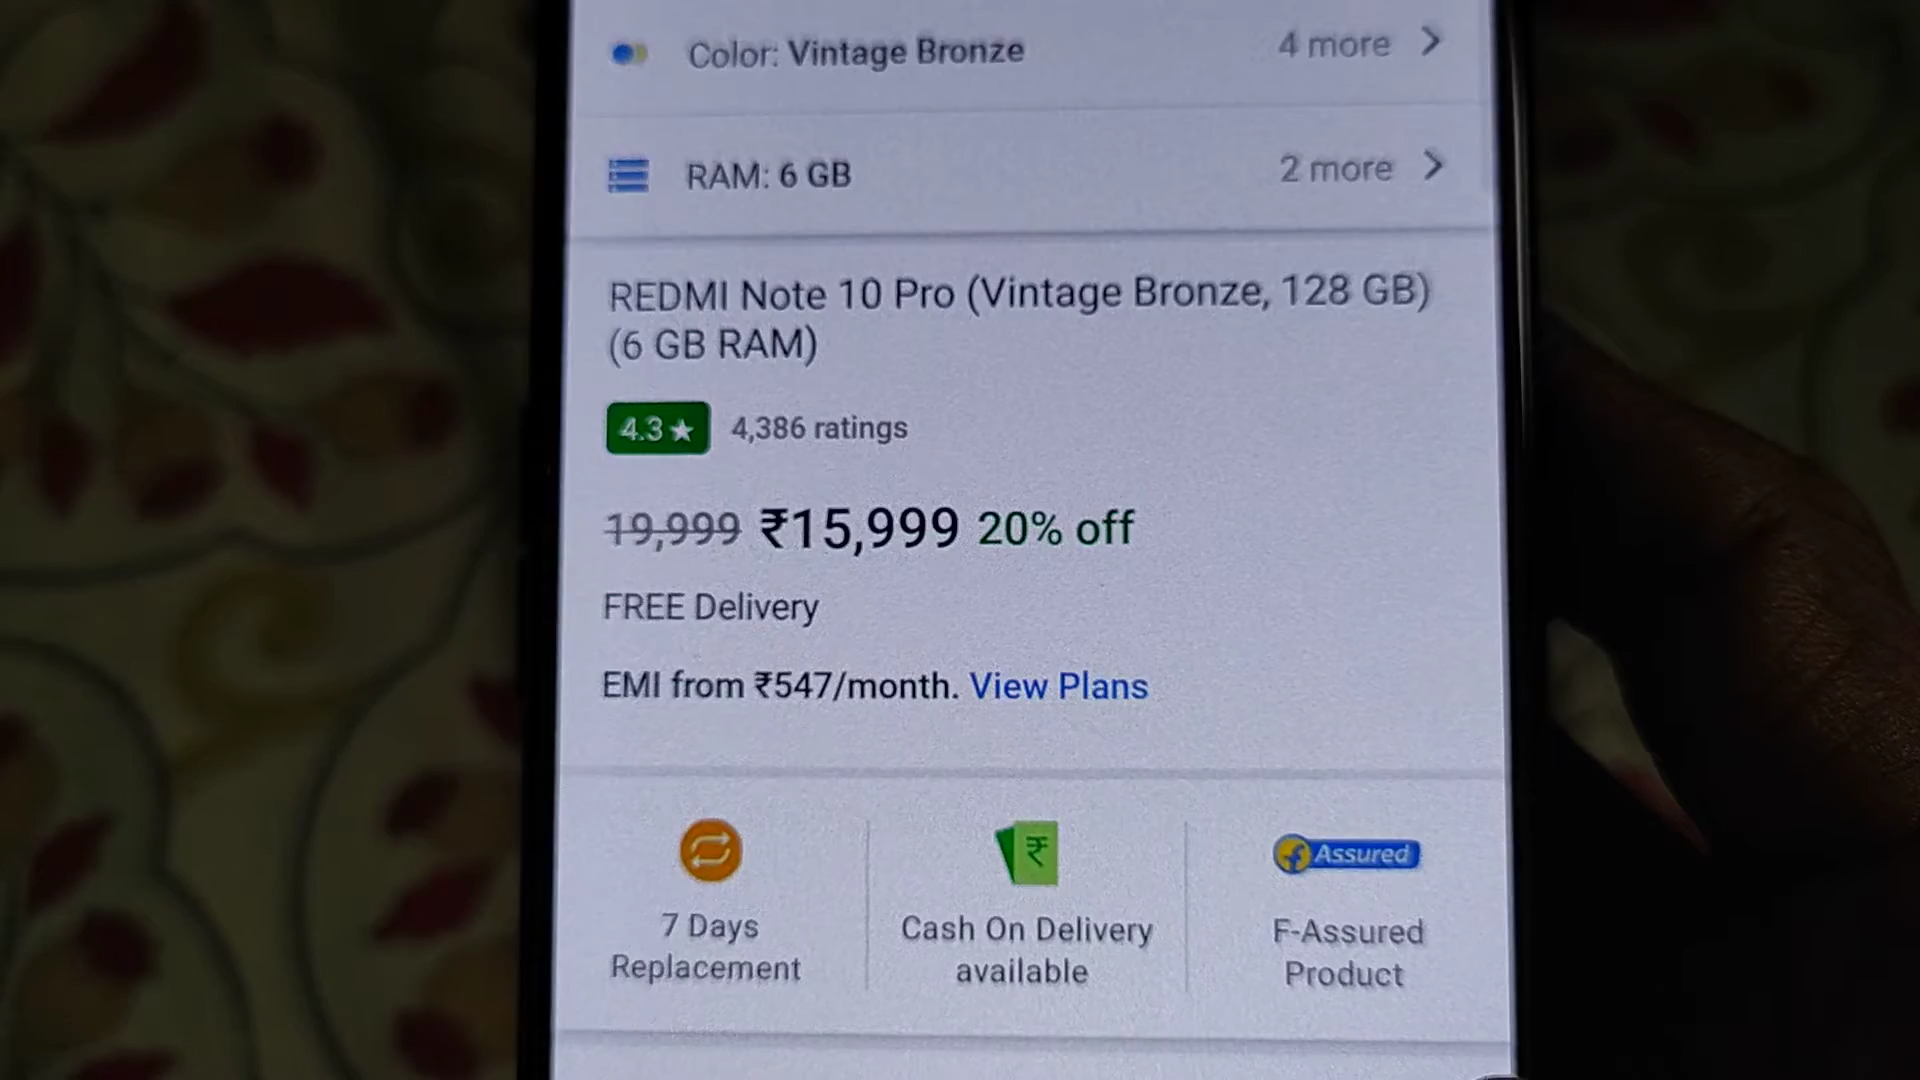 Color: Vintage Bronze 4 more
RAM: 6 GB 2 more
REDMI Note 10 Pro (Vintage Bronze, 128 GB)
(6 GB RAM)
4.3★ 4,386 ratings
19,999 ₹15,999 20% off
FREE Delivery
EMI from ₹547/month. View Plans
7 Days
Replacement
₹
Cash On Delivery
available
f Assured
F-Assured
Product